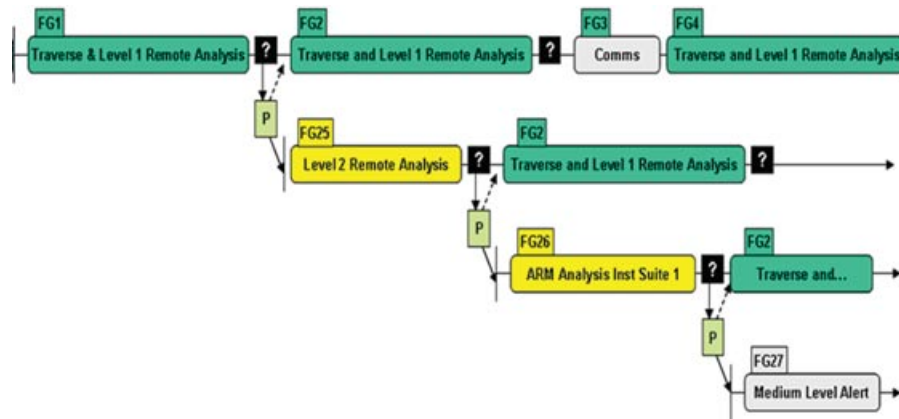 FG1
FG2
FG3
FG4
Traverse & Level 1 Remote Analysis
?
Traverse and Level 1 Remote Analysis
?
Comms
Traverse and Level 1 Remote Analysis
P
FG25
FG2
Level 2 Remote Analysis
?
Traverse and Level 1 Remote Analysis
?
P
FG26
FG2
ARM Analysis Inst Suite 1
?
Traverse and...
P
FG27
Medium Level Alert